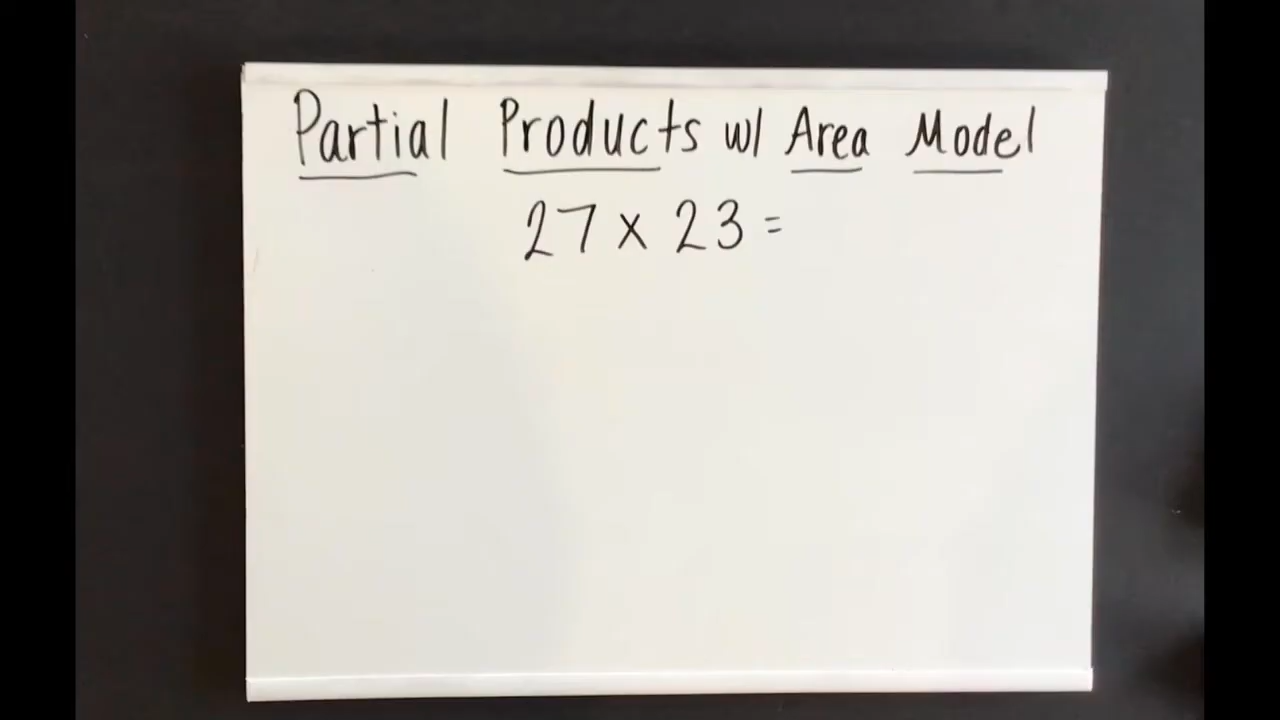 Partial Products w/ Area Model
27 x 23 =